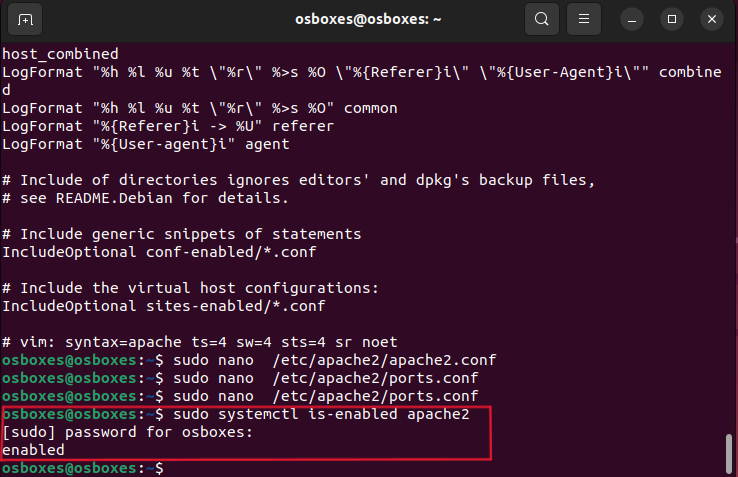 osboxes@osboxes: ~
host_combined
LogFormat "%h %l %u %t \"%r\" %>s %O \"%{Referer}i\" \"%{User-Agent}i\"" combine
d
LogFormat "%h %l %u %t \"%r\" %>s %O" common
LogFormat "%{Referer}i -> %U" referer
LogFormat "%{User-agent}i" agent
# Include of directories ignores editors' and dpkg's backup files,
# see README.Debian for details.
# Include generic snippets of statements
IncludeOptional conf-enabled/*.conf
# Include the virtual host configurations:
IncludeOptional sites-enabled/*.conf
# vim: syntax=apache ts=4 sw=4 sts=4 sr noet
osboxes@osboxes:~$ sudo nano  /etc/apache2/apache2.conf
osboxes@osboxes:~$ sudo nano  /etc/apache2/ports.conf
osboxes@osboxes:~$ sudo nano  /etc/apache2/ports.conf
osboxes@osboxes:~$ sudo systemctl is-enabled apache2
[sudo] password for osboxes:
enabled
osboxes@osboxes:~$